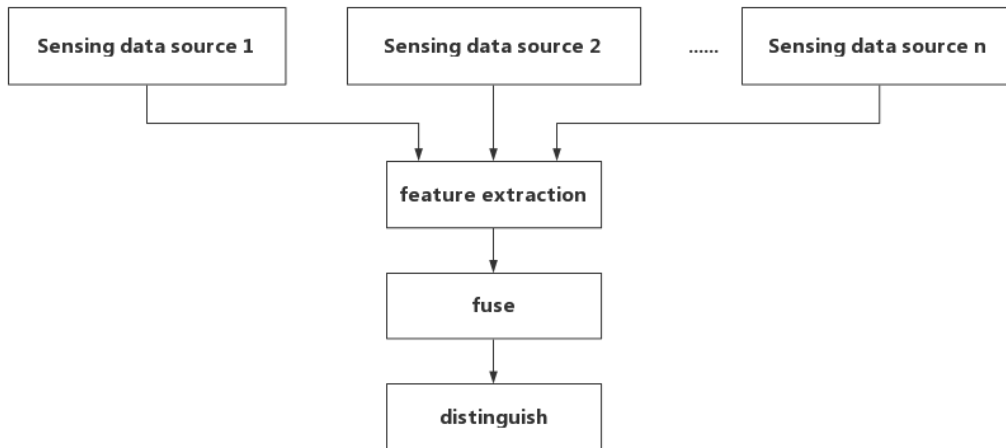 Sensing data source 1
Sensing data source 2
......
Sensing data source n
feature extraction
fuse
distinguish